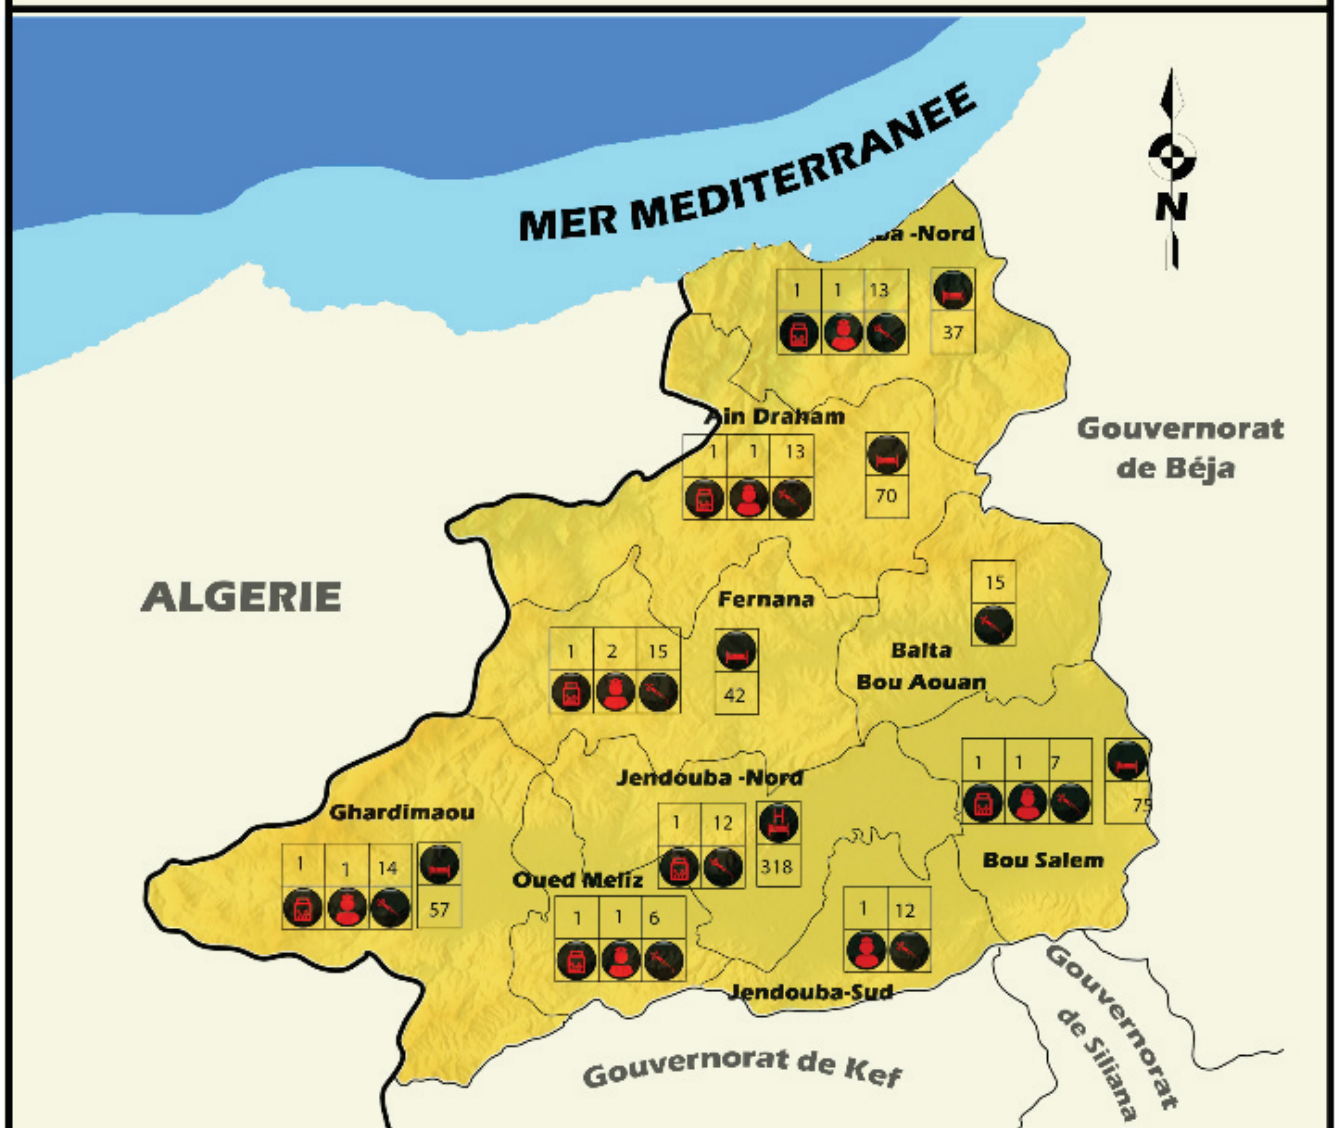 MER MEDITERRANEE
N
-Nord
1 1 13
37
Ain Draham
1 1 13
70
Gouvernorat
de Béja
ALGERIE
Fernana
1 2 15
42
15
Balta
Bou Aouan
1 1 7
75
Bou Salem
Jendouba -Nord
1 12
H
318
Ghardimaou
1 1 14
57
Oued Meliz
1 1 6
1 12
Jendouba-Sud
Gouvernorat de Kef
Gouvernorat
de Siliana